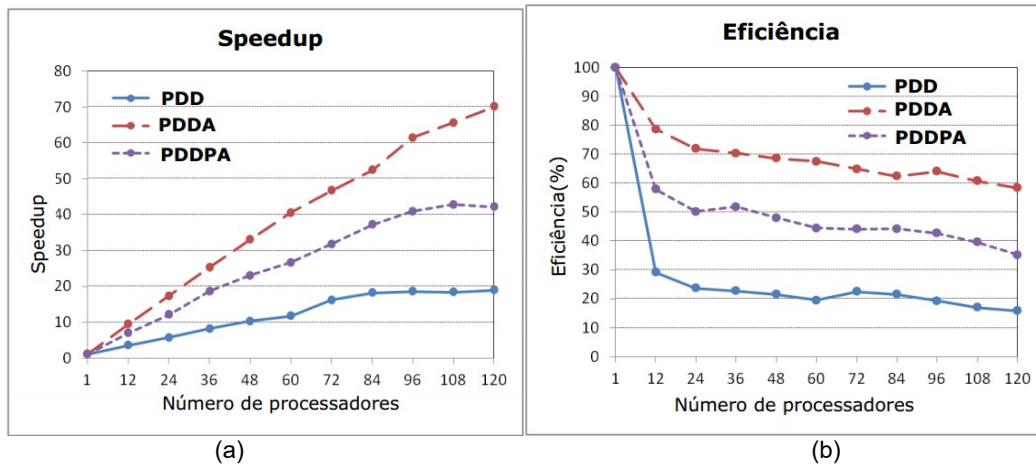 Speedup
80
70
60
50
40
30
20
10
0
Speedup
PDD
PDDA
PDDPA
1 12 24 36 48 60 72 84 96 108 120
Número de processadores
(a)
Eficiência
100
90
80
70
60
50
40
30
20
10
0
Eficiência(%)
PDD
PDDA
PDDPA
1 12 24 36 48 60 72 84 96 108 120
Número de processadores
(b)